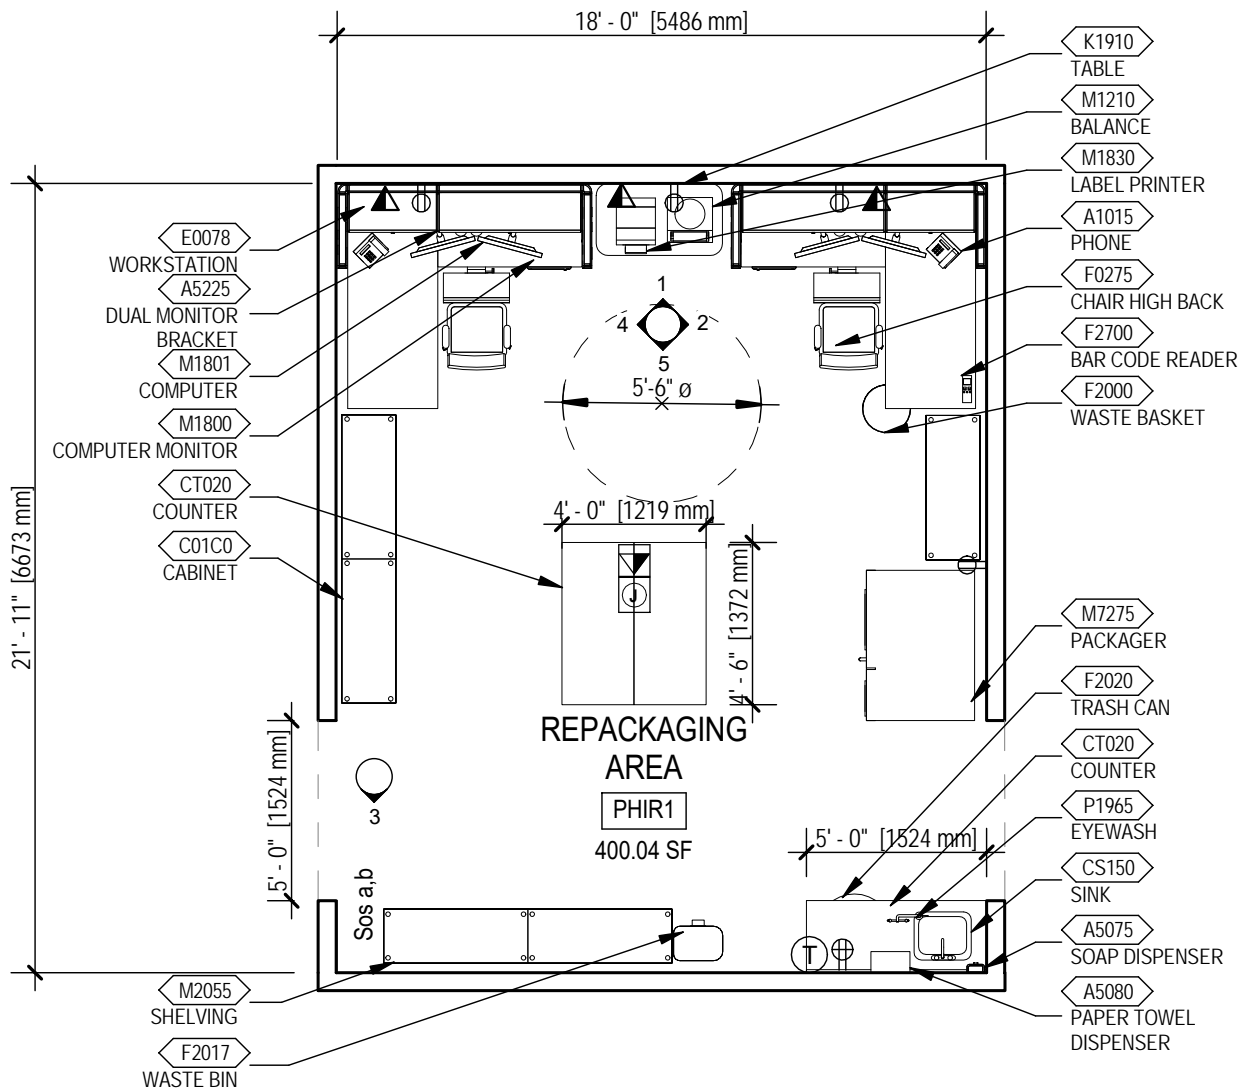 18' - 0" [5486 mm]
K1910
TABLE
M1210
BALANCE
M1830
LABEL PRINTER
A1015
PHONE
F0275
CHAIR HIGH BACK
F2700
BAR CODE READER
F2000
WASTE BASKET
E0078
WORKSTATION
A5225
DUAL MONITOR
BRACKET
M1801
COMPUTER
M1800
COMPUTER MONITOR
CT020
COUNTER
C01C0
CABINET
1
4 2
5
5'-6" ø
21' - 11" [6673 mm]
4' - 0" [1219 mm]
4' - 6" [1372 mm]
J
M7275
PACKAGER
F2020
TRASH CAN
CT020
COUNTER
P1965
EYEWASH
CS150
SINK
A5075
SOAP DISPENSER
A5080
PAPER TOWEL
DISPENSER
REPACKAGING
AREA
PHIR1
400.04 SF
5' - 0" [1524 mm]
3
5' - 0" [1524 mm]
Sos a,b
T
M2055
SHELVING
F2017
WASTE BIN